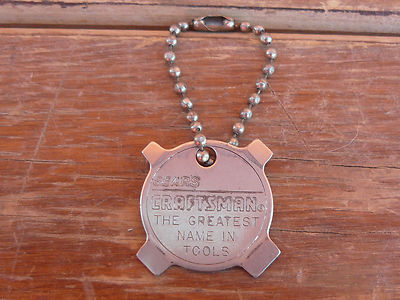 SEARS
CRAFTSMAN®
THE GREATEST
NAME IN
TOOLS